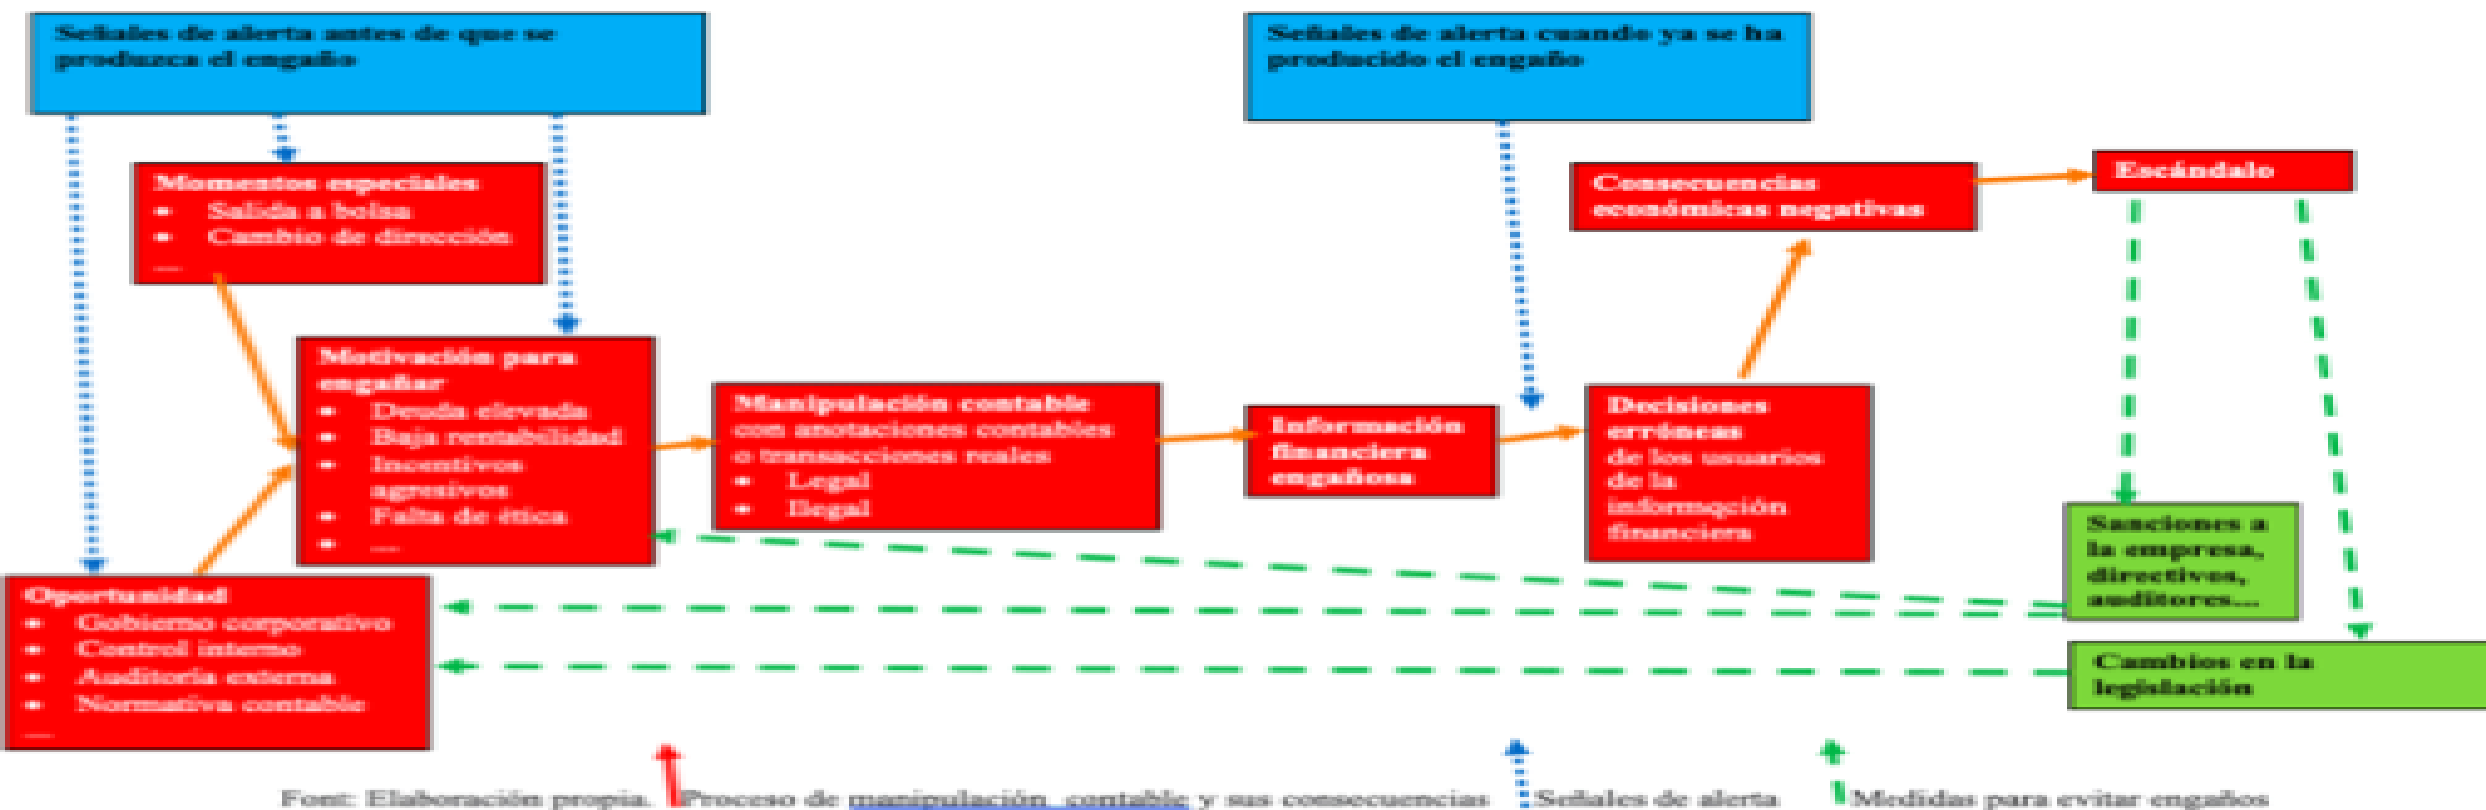 Señales de alerta antes de que se
produzca el engaño
Señales de alerta cuando ya se ha
producido el engaño
Momentos especiales
• Salida a bolsa
• Cambio de dirección
...
Consecuencias
económicas negativas
Escándalo
Motivación para
engañar
• Deuda elevada
• Baja rentabilidad
• Incentivos
agresivos
• Falta de ética
• ...
Manipulación contable
con anotaciones contables
o transacciones reales
• Legal
• Ilegal
Información
financiera
engañosa
Decisiones
erróneas
de los usuarios
de la
informqción
financiera
Sanciones a
la empresa,
directivos,
auditores...
Oportunidad
• Gobierno corporativo
• Control interno
• Auditoría externa
• Normativa contable
...
Cambios en la
legislación
Font: Elaboración propia. Proceso de manipulación contable y sus consecuencias Señales de alerta Medidas para evitar engaños